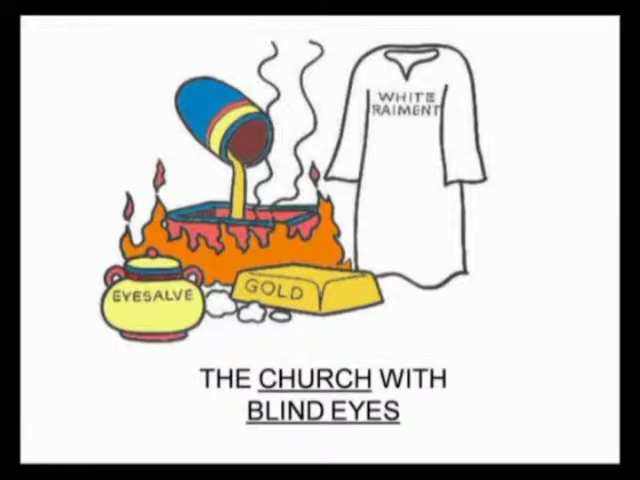 WHITE
RAIMENT
EYESALVE
GOLD
THE CHURCH WITH
BLIND EYES